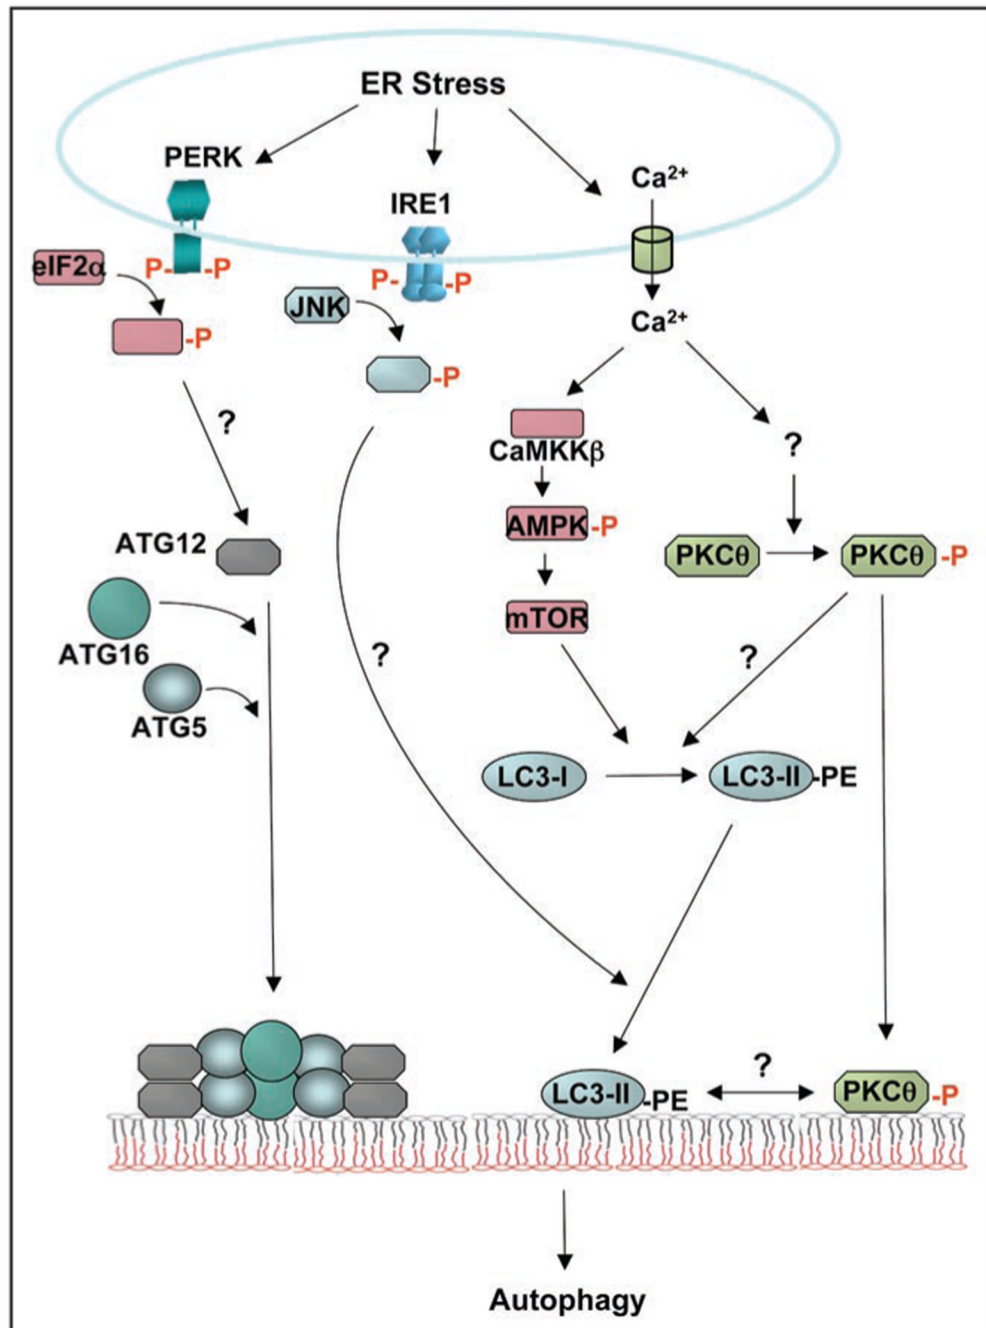 ER Stress
PERK
Ca²⁺
IRE1
eIF2α
P-
-P
P-
-P
JNK
Ca²⁺
-P
-P
?
CaMKKβ
?
AMPK-P
ATG12
PKCθ
PKCθ-P
mTOR
ATG16
?
?
ATG5
LC3-I
LC3-II-PE
?
LC3-II-PE
PKCθ-P
Autophagy